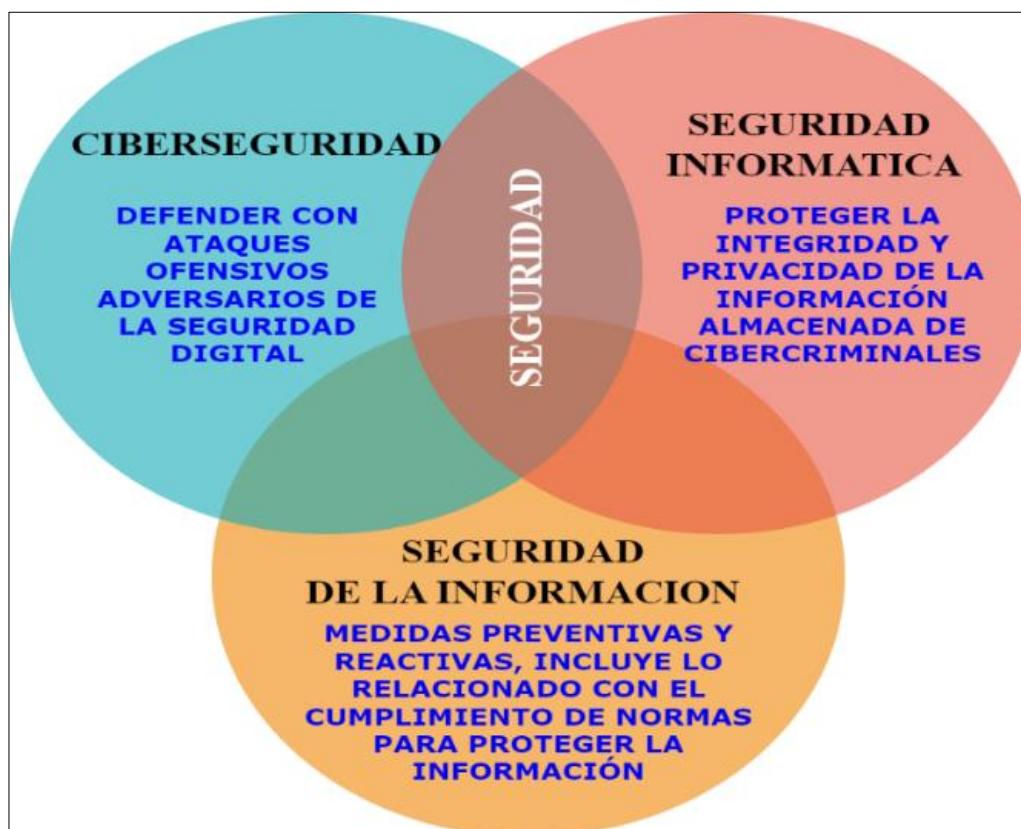 CIBERSEGURIDAD
DEFENDER CON
ATAQUES
OFENSIVOS
ADVERSARIOS DE
LA SEGURIDAD
DIGITAL
SEGURIDAD
SEGURIDAD
INFORMATICA
PROTEGER LA
INTEGRIDAD Y
PRIVACIDAD DE LA
INFORMACIÓN
ALMACENADA DE
CIBERCRIMINALES
SEGURIDAD
DE LA INFORMACION
MEDIDAS PREVENTIVAS Y
REACTIVAS, INCLUYE LO
RELACIONADO CON EL
CUMPLIMIENTO DE NORMAS
PARA PROTEGER LA
INFORMACIÓN